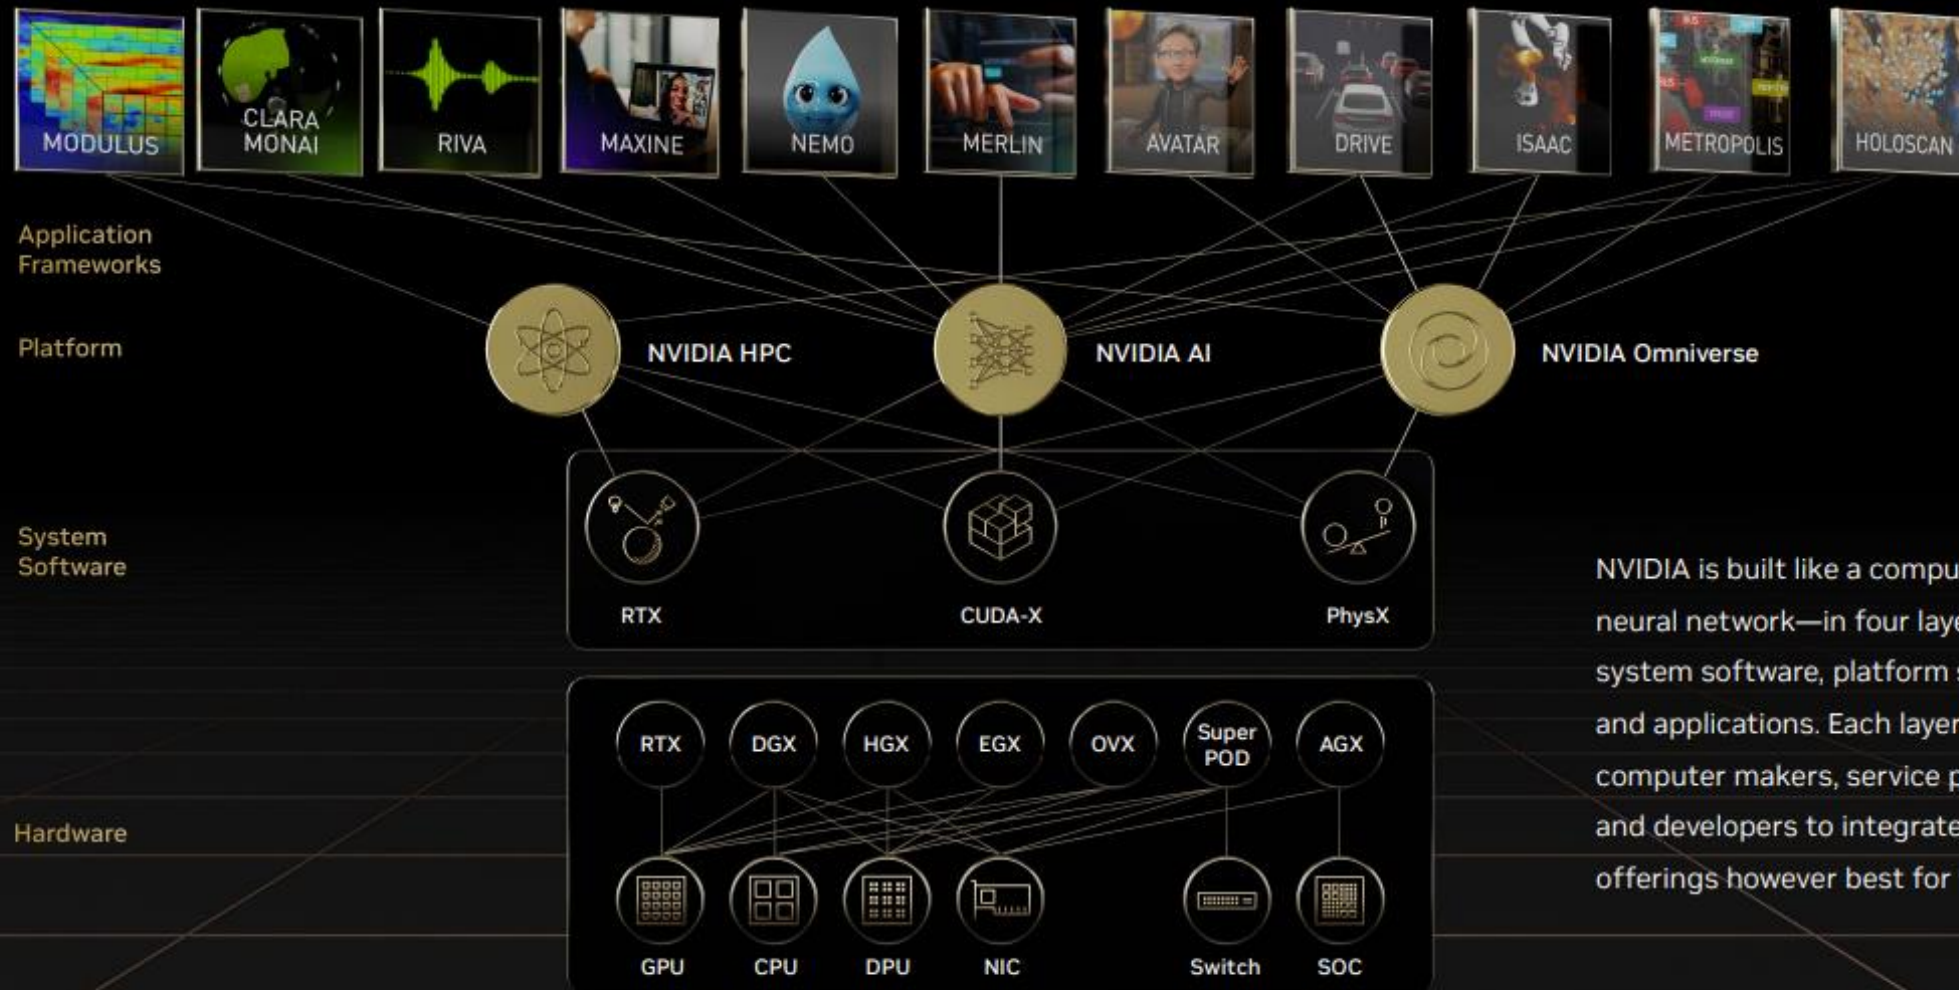 MODULUS
CLARA
MONAI
RIVA
MAXINE
NEMO
MERLIN
AVATAR
DRIVE
ISAAC
METROPOLIS
HOLOSCAN
Application
Frameworks
Platform
NVIDIA HPC
NVIDIA AI
NVIDIA Omniverse
System
Software
RTX
CUDA-X
PhysX
NVIDIA is built like a compu
neural network—in four laye
system software, platform s
and applications. Each layer
computer makers, service p
and developers to integrate
offerings however best for
Hardware
RTX
DGX
HGX
EGX
OVX
Super
POD
AGX
GPU
CPU
DPU
NIC
Switch
SOC